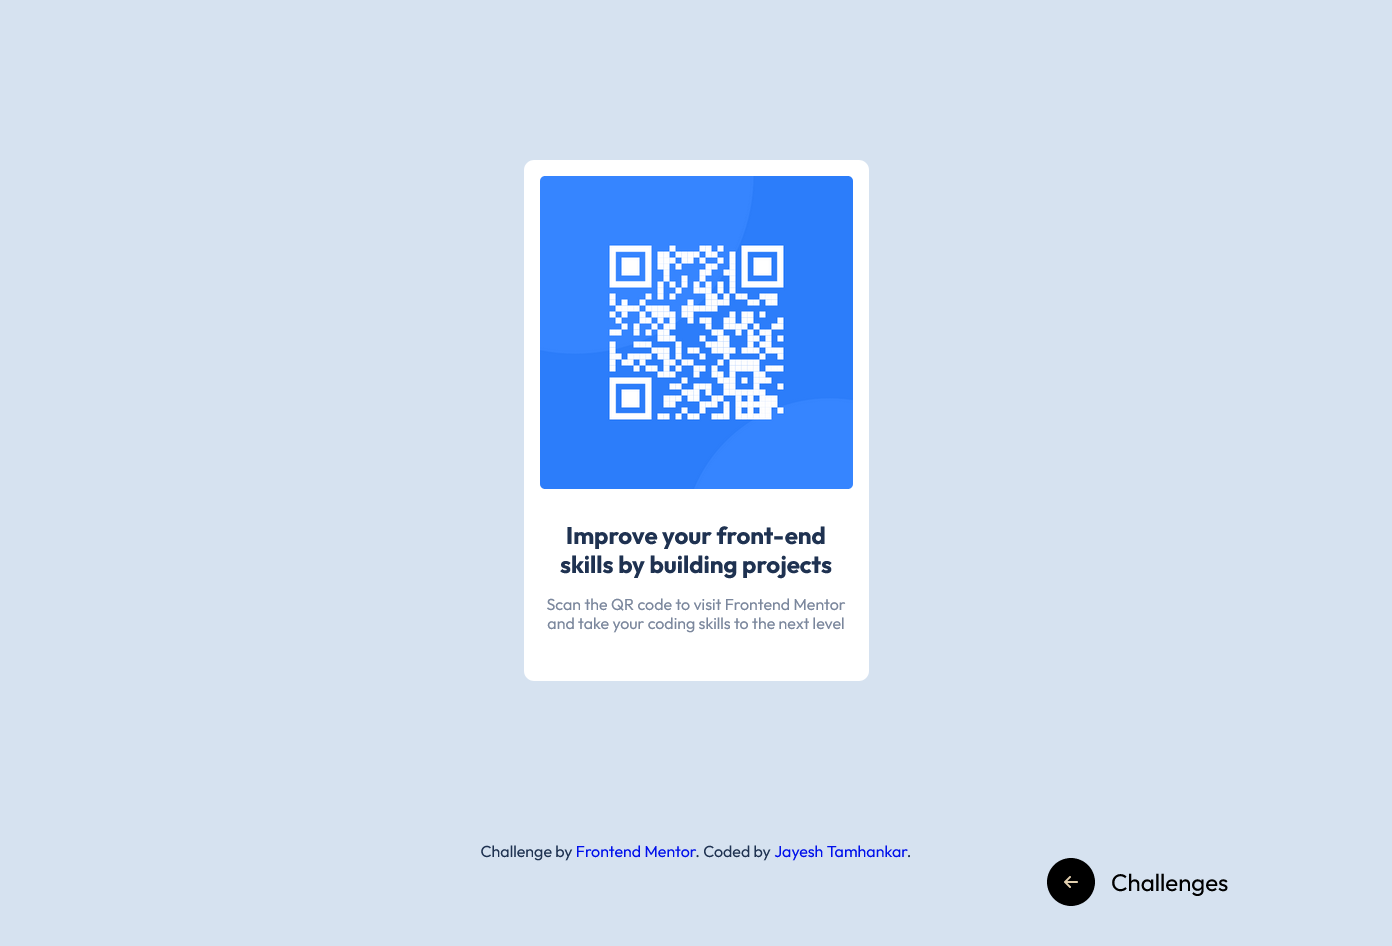 Improve your front-end
skills by building projects
Scan the QR code to visit Frontend Mentor
and take your coding skills to the next level
Challenge by Frontend Mentor. Coded by Jayesh Tamhankar.
Challenges